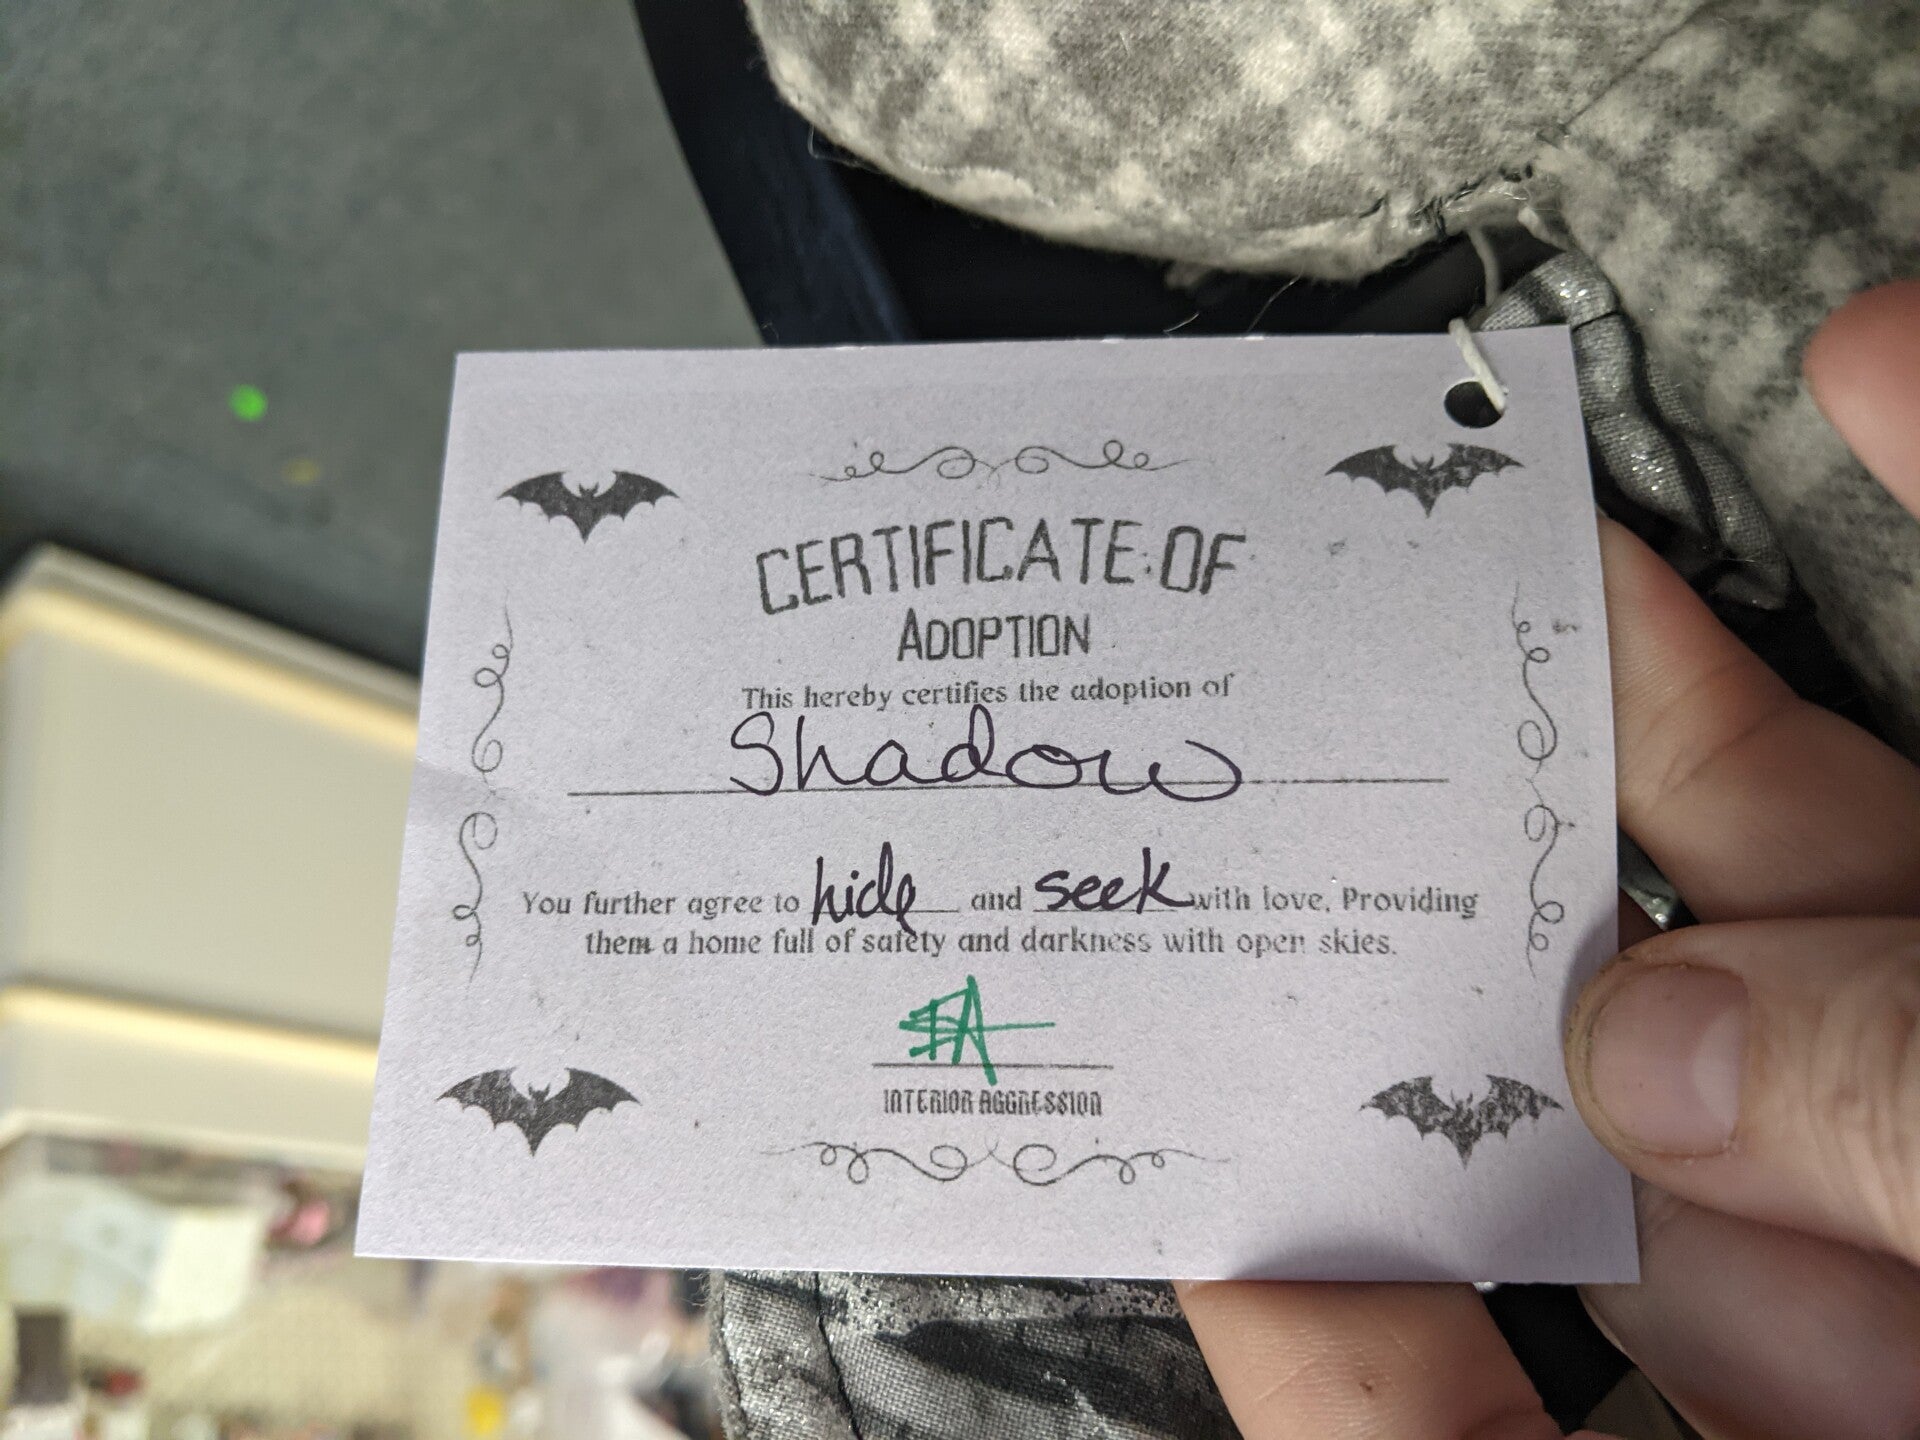 CERTIFICATE OF
ADOPTION
This hereby certifies the adoption of
Shadow
You further agree to hide and seek with love. Providing
them a home full of safety and darkness with open skies.
INTERIOR AGGRESSION